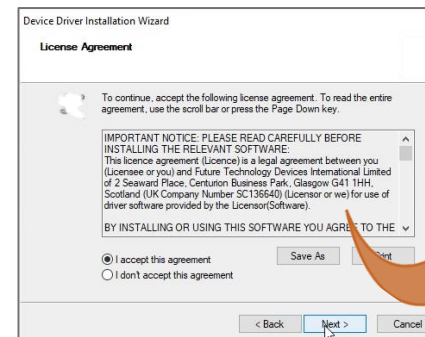 Device Driver Installation Wizard
License Agreement
To continue, accept the following license agreement. To read the entire
agreement, use the scroll bar or press the Page Down key.
IMPORTANT NOTICE: PLEASE READ CAREFULLY BEFORE
INSTALLING THE RELEVANT SOFTWARE:
This licence agreement (Licence) is a legal agreement between you
(Licensee or you) and Future Technology Devices International Limited
of 2 Seaward Place, Centurion Business Park, Glasgow G41 1HH,
Scotland (UK Company Number SC136640) (Licensor or we) for use of
driver software provided by the Licensor(Software).
BY INSTALLING OR USING THIS SOFTWARE YOU AGREE TO THE
I accept this agreement
Save As
I don't accept this agreement
< Back
Next >
Cancel